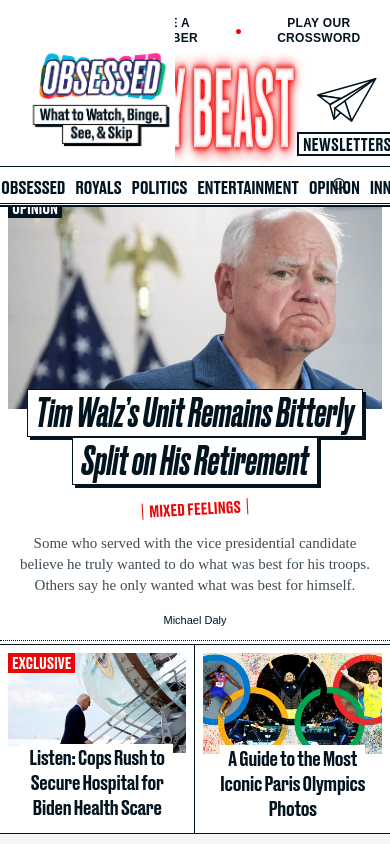 E A
BER
PLAY OUR
CROSSWORD
OBSESSED
What to Watch, Binge,
See, & Skip
Y BEAST
NEWSLETTERS
OBSESSED ROYALS POLITICS ENTERTAINMENT OPINION INN
OPINION
Tim Walz’s Unit Remains Bitterly
Split on His Retirement
MIXED FEELINGS
Some who served with the vice presidential candidate
believe he truly wanted to do what was best for his troops.
Others say he only wanted what was best for himself.
Michael Daly
EXCLUSIVE
Listen: Cops Rush to
Secure Hospital for
Biden Health Scare
A Guide to the Most
Iconic Paris Olympics
Photos